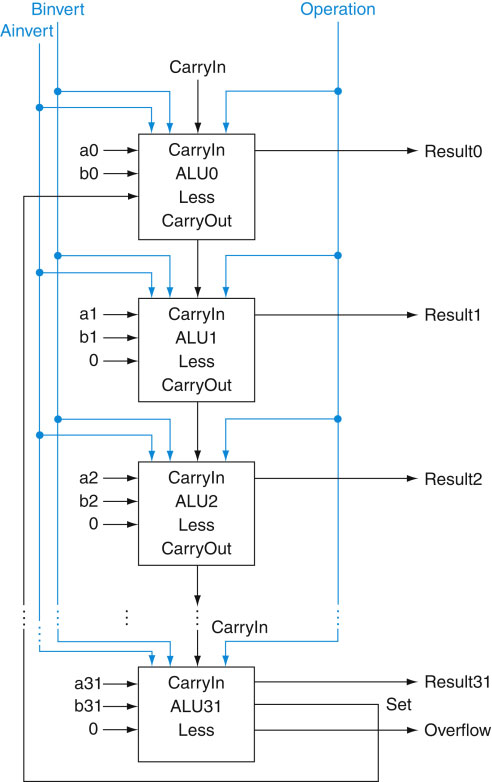 Binvert
Operation
Ainvert
CarryIn
a0
CarryIn
Result0
b0
ALU0
Less
CarryOut
a1
CarryIn
Result1
b1
ALU1
0
Less
CarryOut
a2
CarryIn
Result2
b2
ALU2
0
Less
CarryOut
CarryIn
a31
CarryIn
Result31
b31
ALU31
Set
0
Less
Overflow